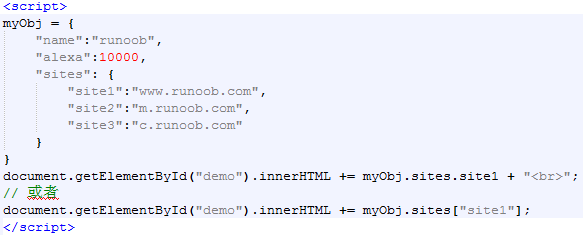 <script>
myObj = {
    "name":"runoob",
    "alexa":10000,
    "sites": {
        "site1":"www.runoob.com",
        "site2":"m.runoob.com",
        "site3":"c.runoob.com"
    }
}
document.getElementById("demo").innerHTML += myObj.sites.site1 + "<br>";
// 或者
document.getElementById("demo").innerHTML += myObj.sites["site1"];
</script>